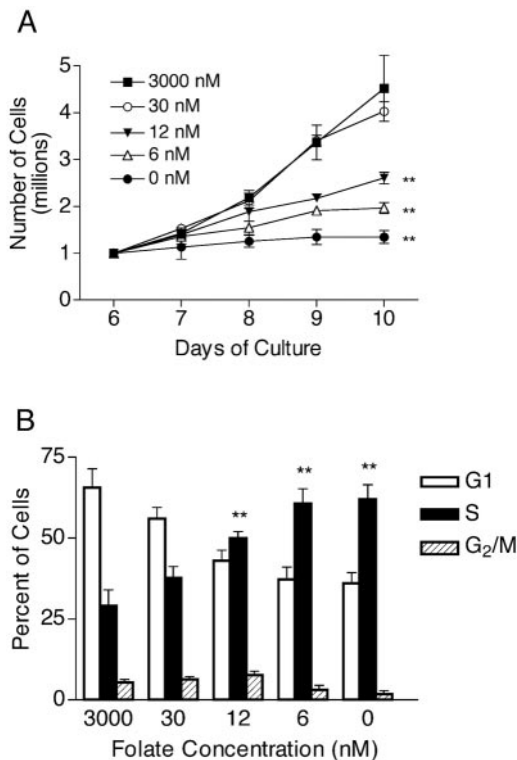 A
Number of Cells
(millions)
5
4
3
2
1
0
3000 nM
30 nM
12 nM
6 nM
0 nM
**
**
**
6 7 8 9 10
Days of Culture
B
Percent of Cells
75
50
25
0
**
**
**
G1
S
G2/M
3000 30 12 6 0
Folate Concentration (nM)